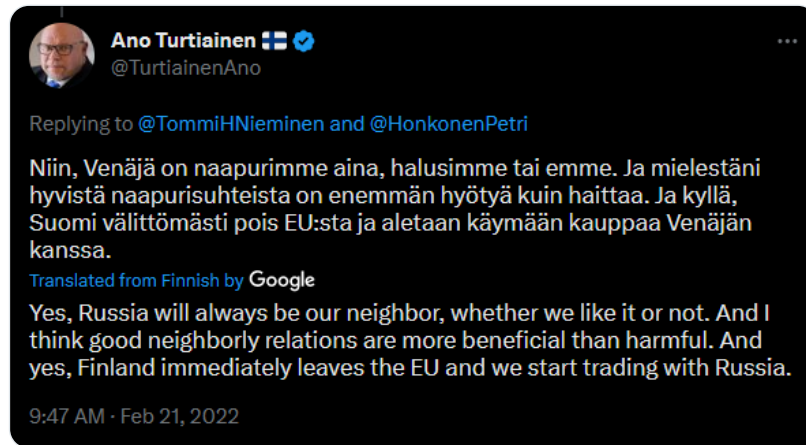 Ano Turtiainen 🇫🇮
@TurtiainenAno
Replying to @TommiHNieminen and @HonkonenPetri
Niin, Venäjä on naapurimme aina, halusimme tai emme. Ja mielestäni
hyvistä naapurisuhteista on enemmän hyötyä kuin haittaa. Ja kyllä,
Suomi välittömästi pois EU:sta ja aletaan käymään kauppaa Venäjän
kanssa.
Translated from Finnish by Google
Yes, Russia will always be our neighbor, whether we like it or not. And I
think good neighborly relations are more beneficial than harmful. And
yes, Finland immediately leaves the EU and we start trading with Russia.
9:47 AM · Feb 21, 2022